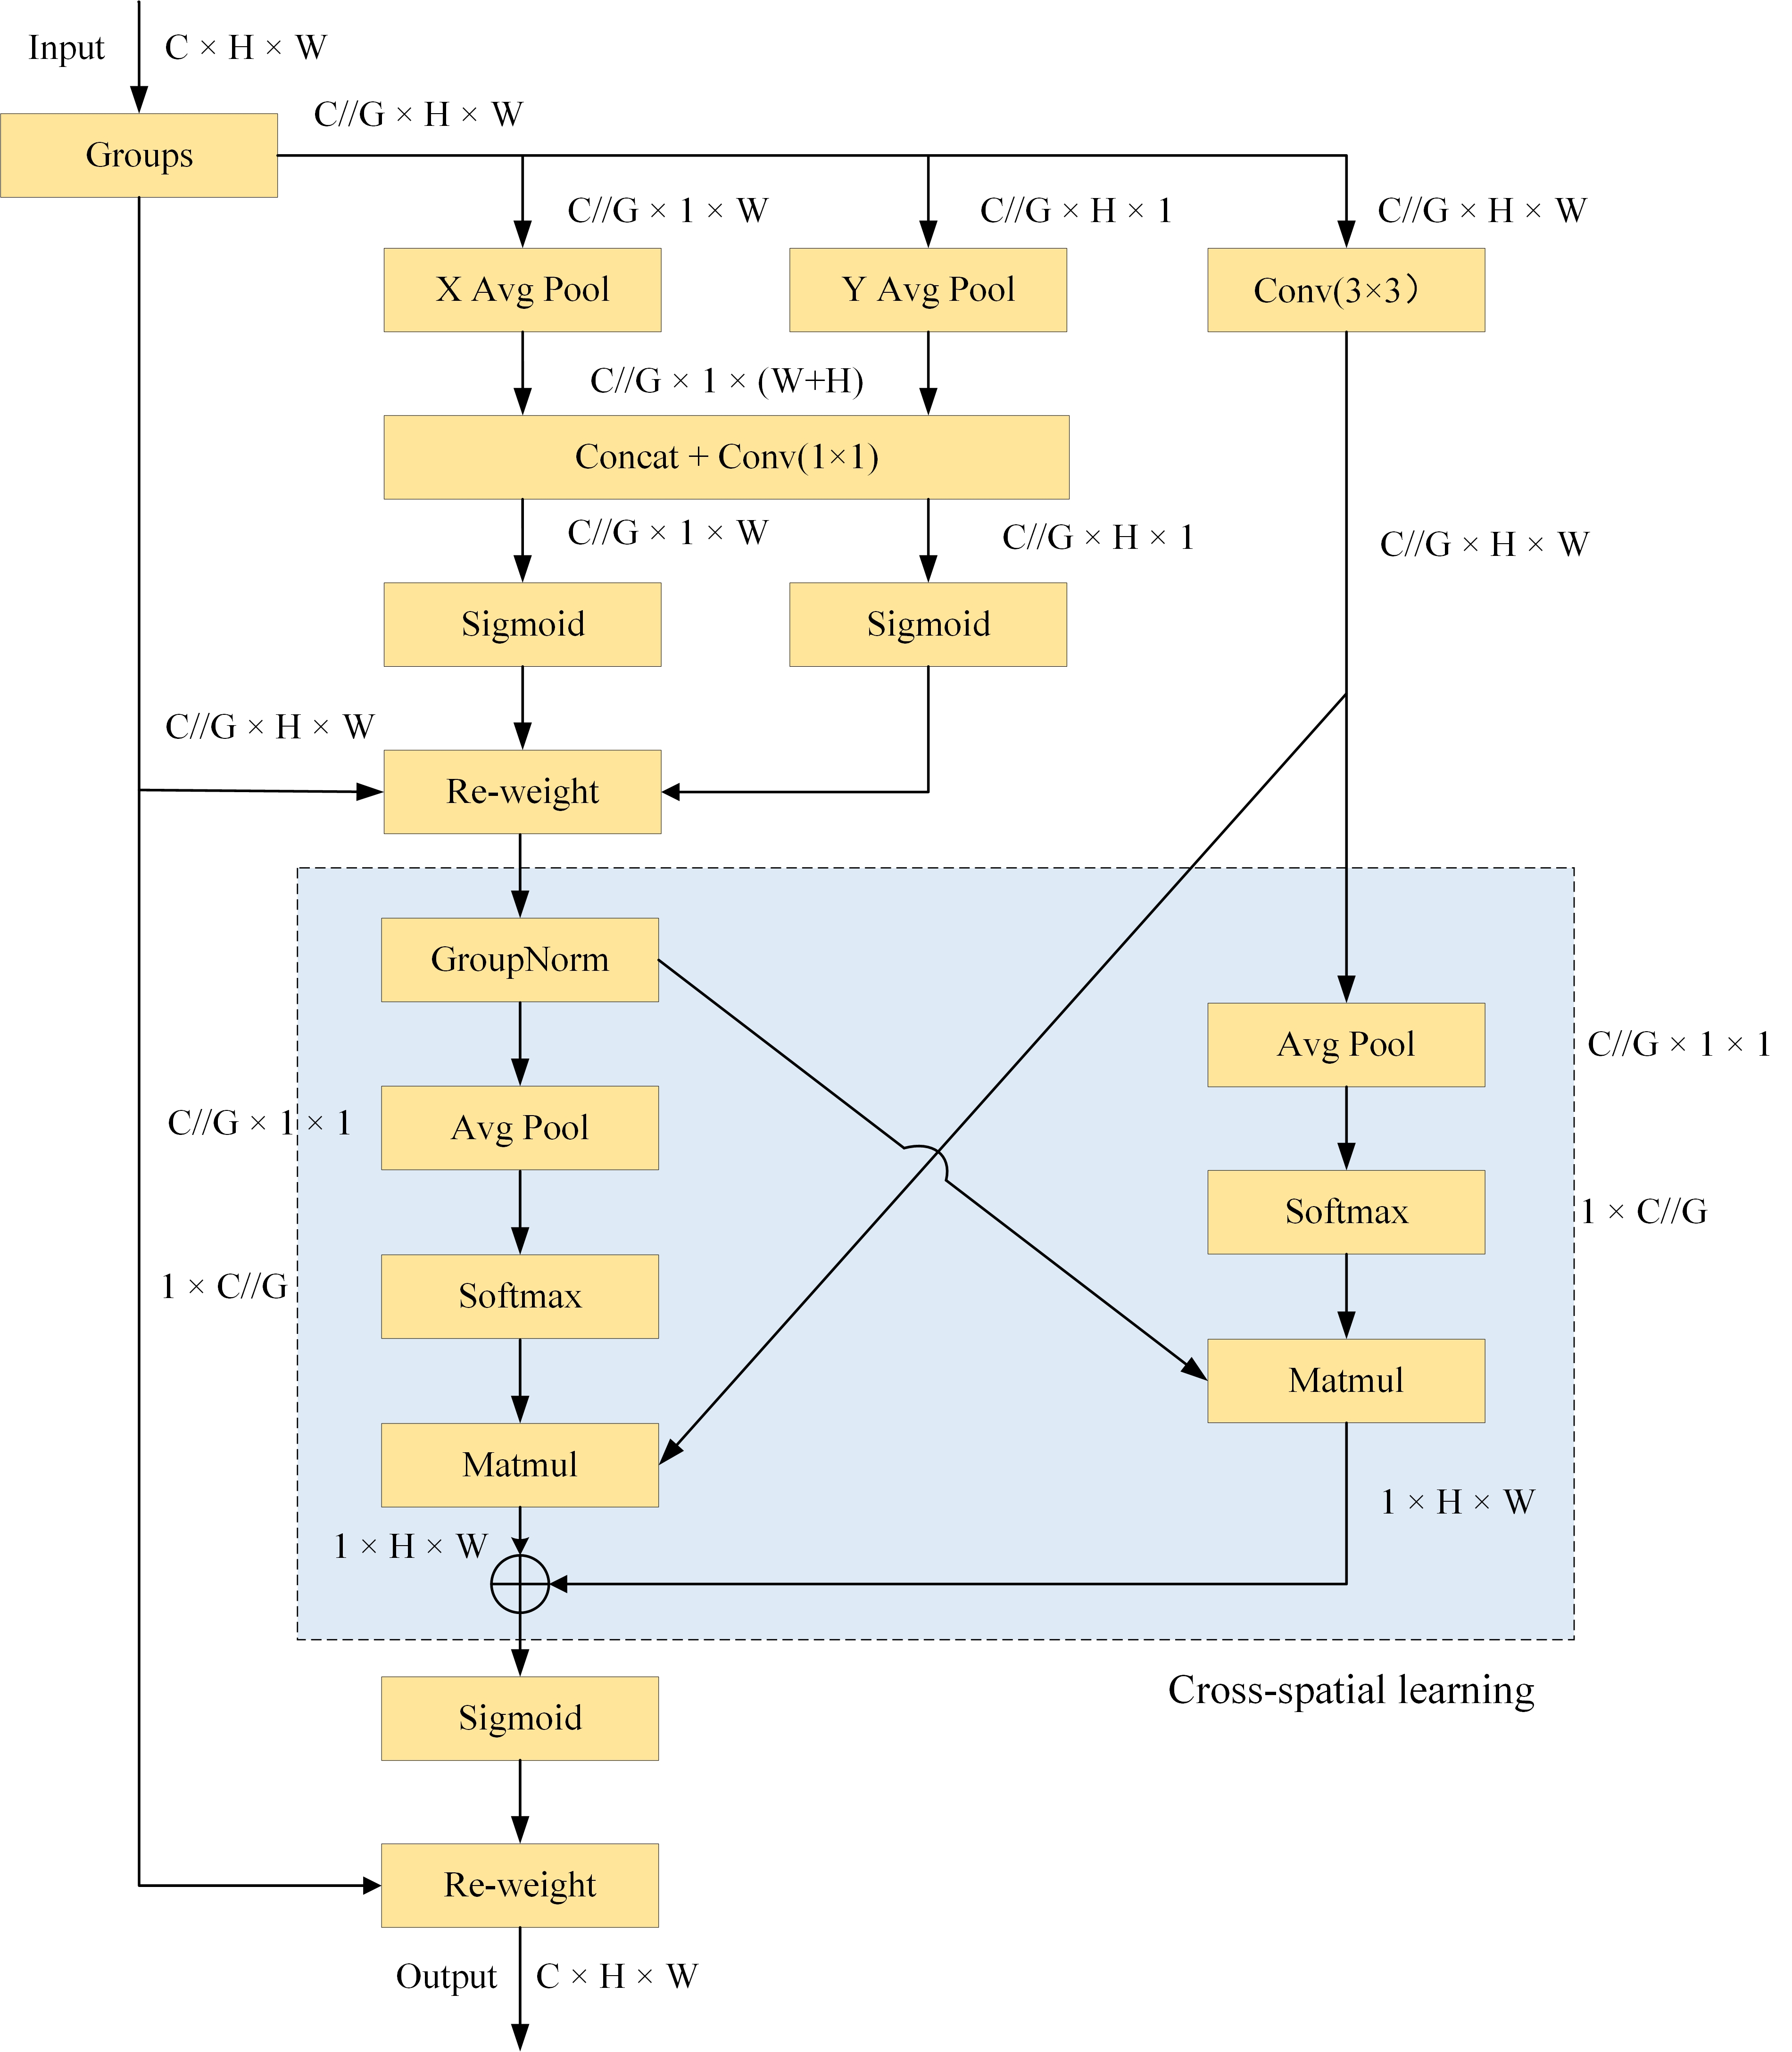 Input
C × H × W
C//G × H × W
Groups
C//G × 1 × W
C//G × H × 1
C//G × H × W
X Avg Pool
Y Avg Pool
Conv(3×3）
C//G × 1 × (W+H)
Concat + Conv(1×1)
C//G × 1 × W
C//G × H × 1
C//G × H × W
Sigmoid
Sigmoid
C//G × H × W
Re-weight
GroupNorm
Avg Pool
C//G × 1 × 1
C//G × 1 × 1
Avg Pool
Softmax
1 × C//G
1 × C//G
Softmax
Matmul
Matmul
1 × H × W
1 × H × W
Cross-spatial learning
Sigmoid
Re-weight
Output
C × H × W